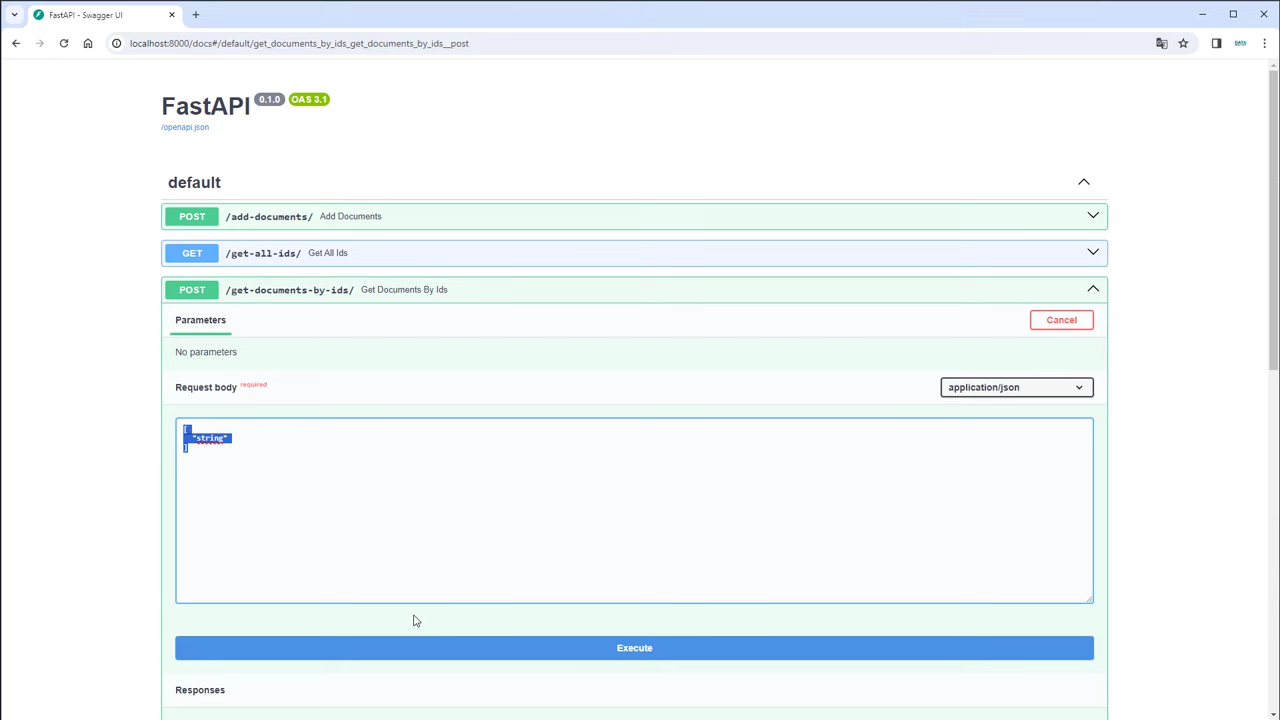 FastAPI - Swagger UI
localhost:8000/docs#/default/get_documents_by_ids_get_documents_by_ids__post
FastAPI 0.1.0 OAS 3.1
/openapi.json
default
POST /add-documents/ Add Documents
GET /get-all-ids/ Get All Ids
POST /get-documents-by-ids/ Get Documents By Ids
Parameters Cancel
No parameters
Request body required application/json
[
"string"
]
Execute
Responses